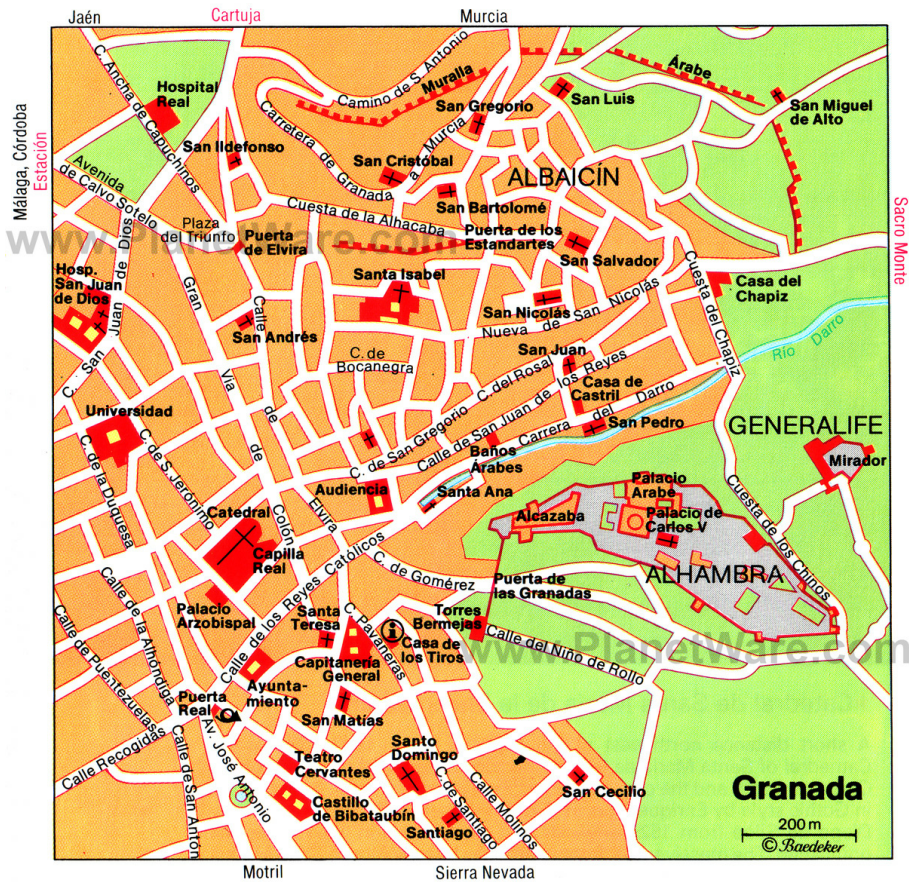 Jaén
Cartuja
Murcia
Málaga, Córdoba
Estación
C. Ancha de Capuchinos
Hospital
Real
Camino de S. Antonio
Muralla
Árabe
San Gregorio
San Luis
San Miguel
de Alto
Carretera de Granada a Murcia
San Ildefonso
San Cristóbal
ALBAICÍN
Avenida
de Calvo Sotelo
San Bartolomé
Cuesta de la Alhacaba
Plaza
del Triunfo
Puerta
de Elvira
Puerta de los
Estandartes
San Salvador
Sacro Monte
www.PlanetWare.com
Hosp.
San Juan
de Dios
C. San Juan de Dios
Santa Isabel
Casa del
Chapiz
Cuesta del Chapiz
San Nicolás
Nueva de San Nicolás
San Andrés
Gran Vía de Colón
Calle de Elvira
C. de
Bocanegra
San Juan
Río Darro
C. de San Gregorio
C. del Rosal
Calle de San Juan de los Reyes
Casa de
Castril
Carrera del Darro
San Pedro
Universidad
GENERALIFE
Mirador
C. de la Duquesa
C. de S. Jerónimo
Baños
Árabes
Audiencia
Santa Ana
Palacio
Arabe
Catedral
Alcazaba
Palacio de
Carlos V
Cuesta de los Chinos
Capilla
Real
Calle de los Reyes Católicos
C. de Gomérez
Puerta de
las Granadas
ALHAMBRA
Palacio
Arzobispal
Santa
Teresa
C. Pavaneras
Torres
Bermejas
Casa de
los Tiros
Calle del Niño de Rollo
www.PlanetWare.com
Calle de la Alhóndiga
Calle de Puentezuelas
Capitanería
General
Ayunta-
miento
Puerta
Real
San Matías
Calle Recogidas
Av. José Antonio
Calle de San Antón
Teatro
Cervantes
Santo
Domingo
San Cecilio
Castillo
de Bibataubín
C. de Santiago
Calle Molinos
Santiago
Granada
200 m
© Baedeker
Motril
Sierra Nevada